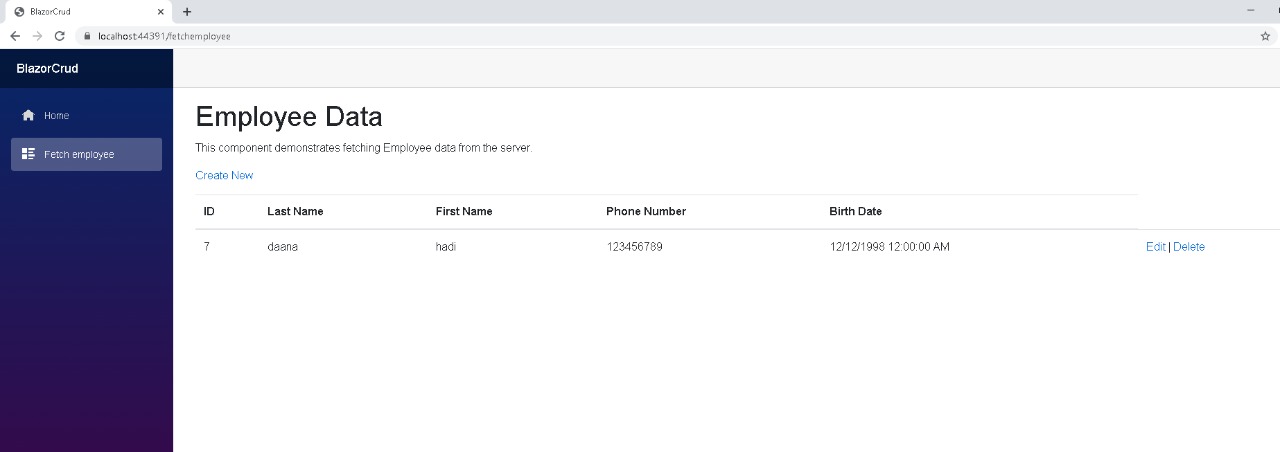 BlazorCrud
localhost:44391/fetchemployee
BlazorCrud
Home
Fetch employee
Employee Data
This component demonstrates fetching Employee data from the server.
Create New
ID Last Name First Name Phone Number Birth Date
7 daana hadi 123456789 12/12/1998 12:00:00 AM Edit | Delete